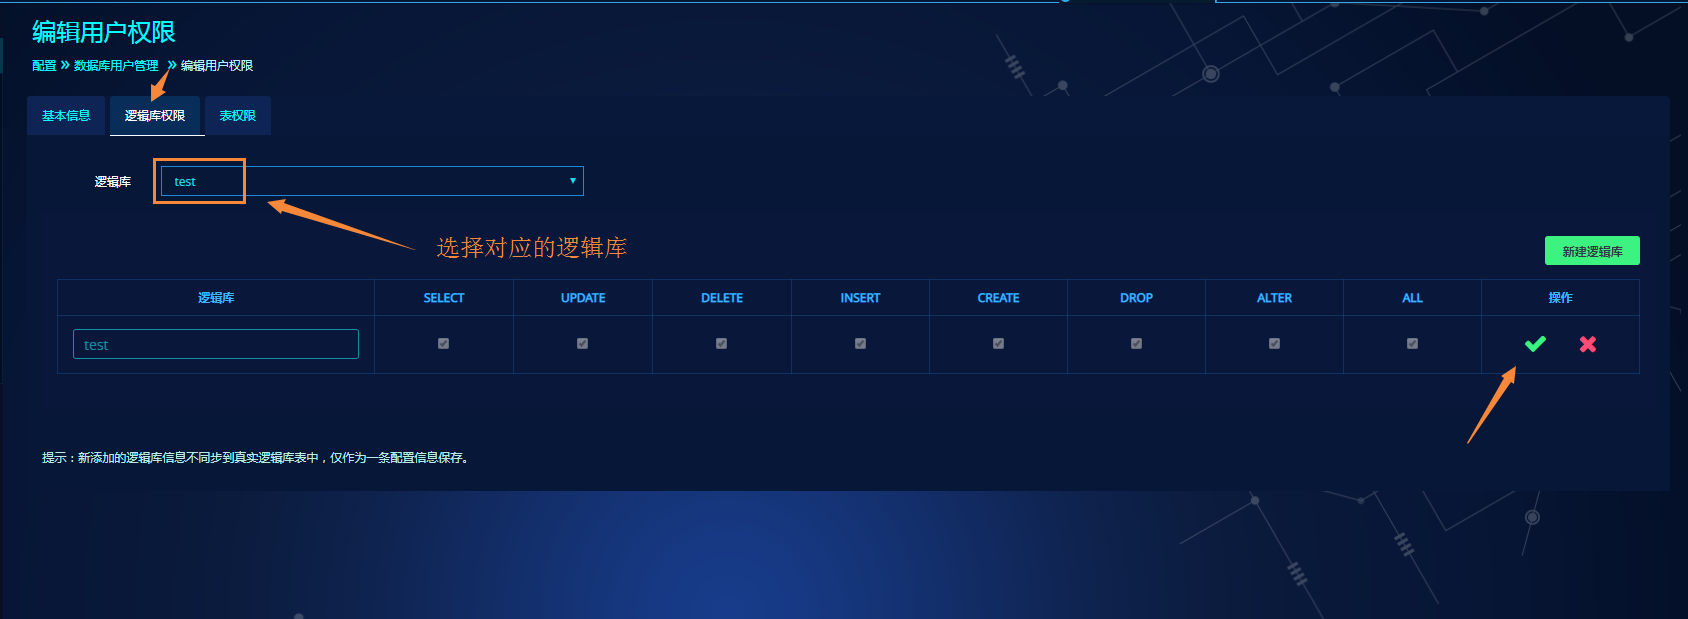 编辑用户权限
配置 » 数据库用户管理 » 编辑用户权限
基本信息 逻辑库权限 表权限
逻辑库 test
选择对应的逻辑库
新建逻辑库
逻辑库 SELECT UPDATE DELETE INSERT CREATE DROP ALTER ALL 操作
test
提示：新添加的逻辑库信息不同步到真实逻辑库表中，仅作为一条配置信息保存。